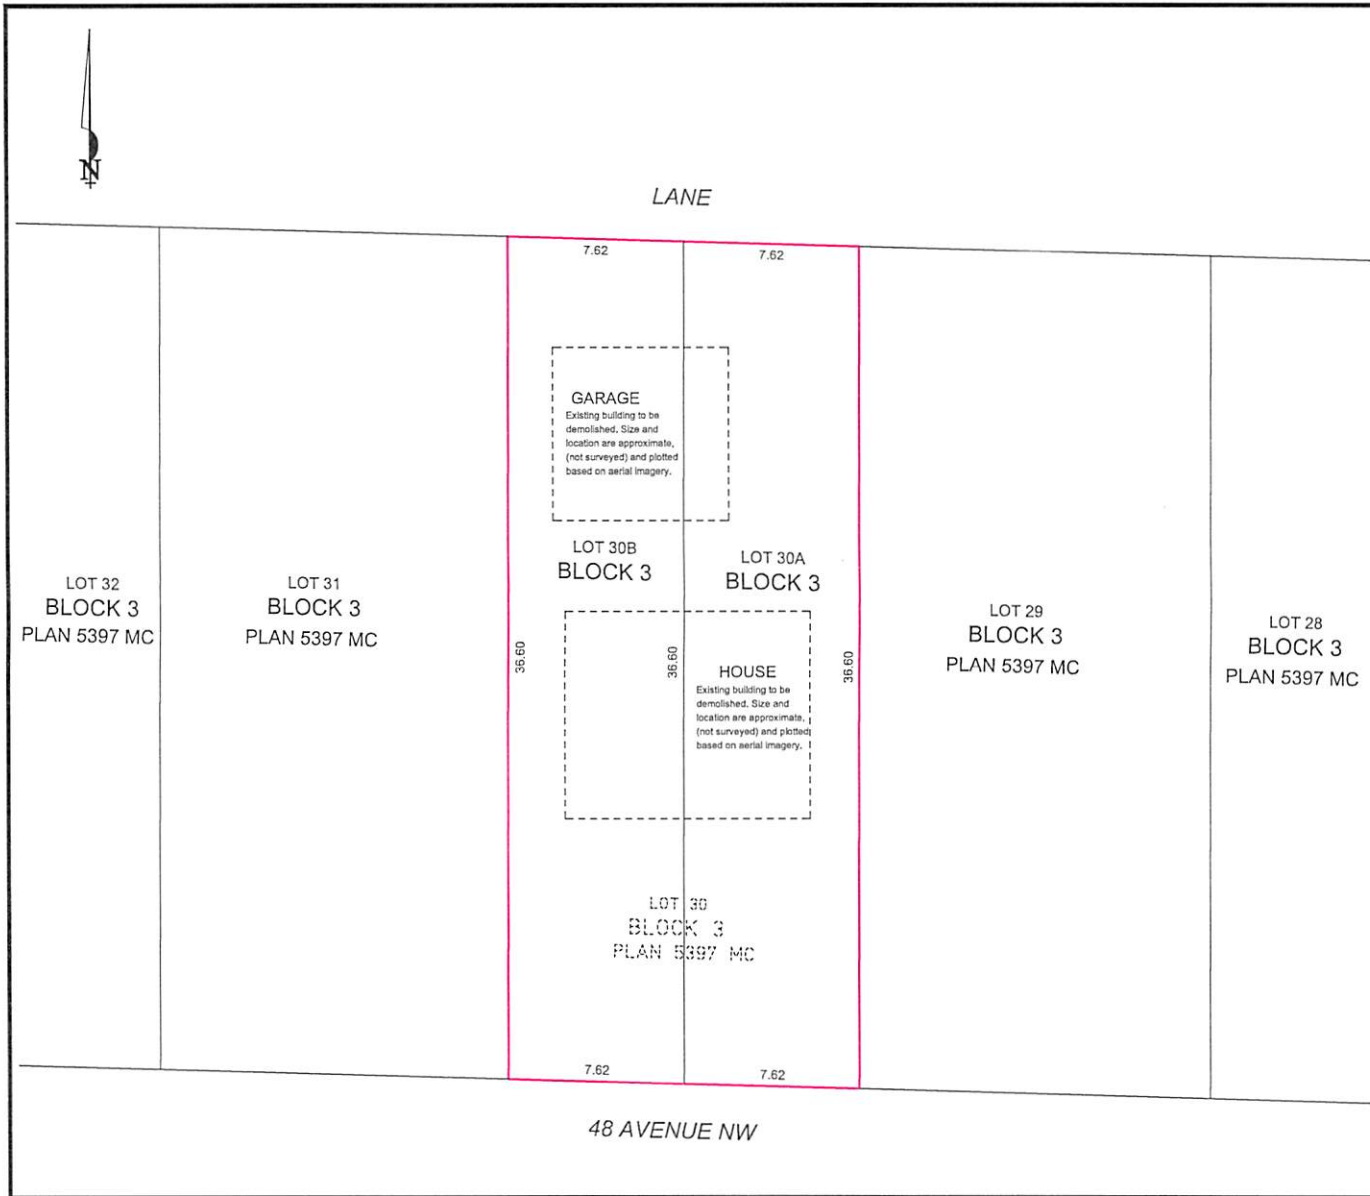 N
LANE
7.62
7.62
GARAGE
Existing building to be
demolished. Size and
location are approximate,
(not surveyed) and plotted
based on aerial imagery.
LOT 30B
BLOCK 3
LOT 30A
BLOCK 3
LOT 32
BLOCK 3
PLAN 5397 MC
LOT 31
BLOCK 3
PLAN 5397 MC
36.60
36.60
36.60
HOUSE
Existing building to be
demolished. Size and
location are approximate,
(not surveyed) and plotted
based on aerial imagery.
LOT 29
BLOCK 3
PLAN 5397 MC
LOT 28
BLOCK 3
PLAN 5397 MC
LOT 30
BLOCK 3
PLAN 5397 MC
7.62
7.62
48 AVENUE NW